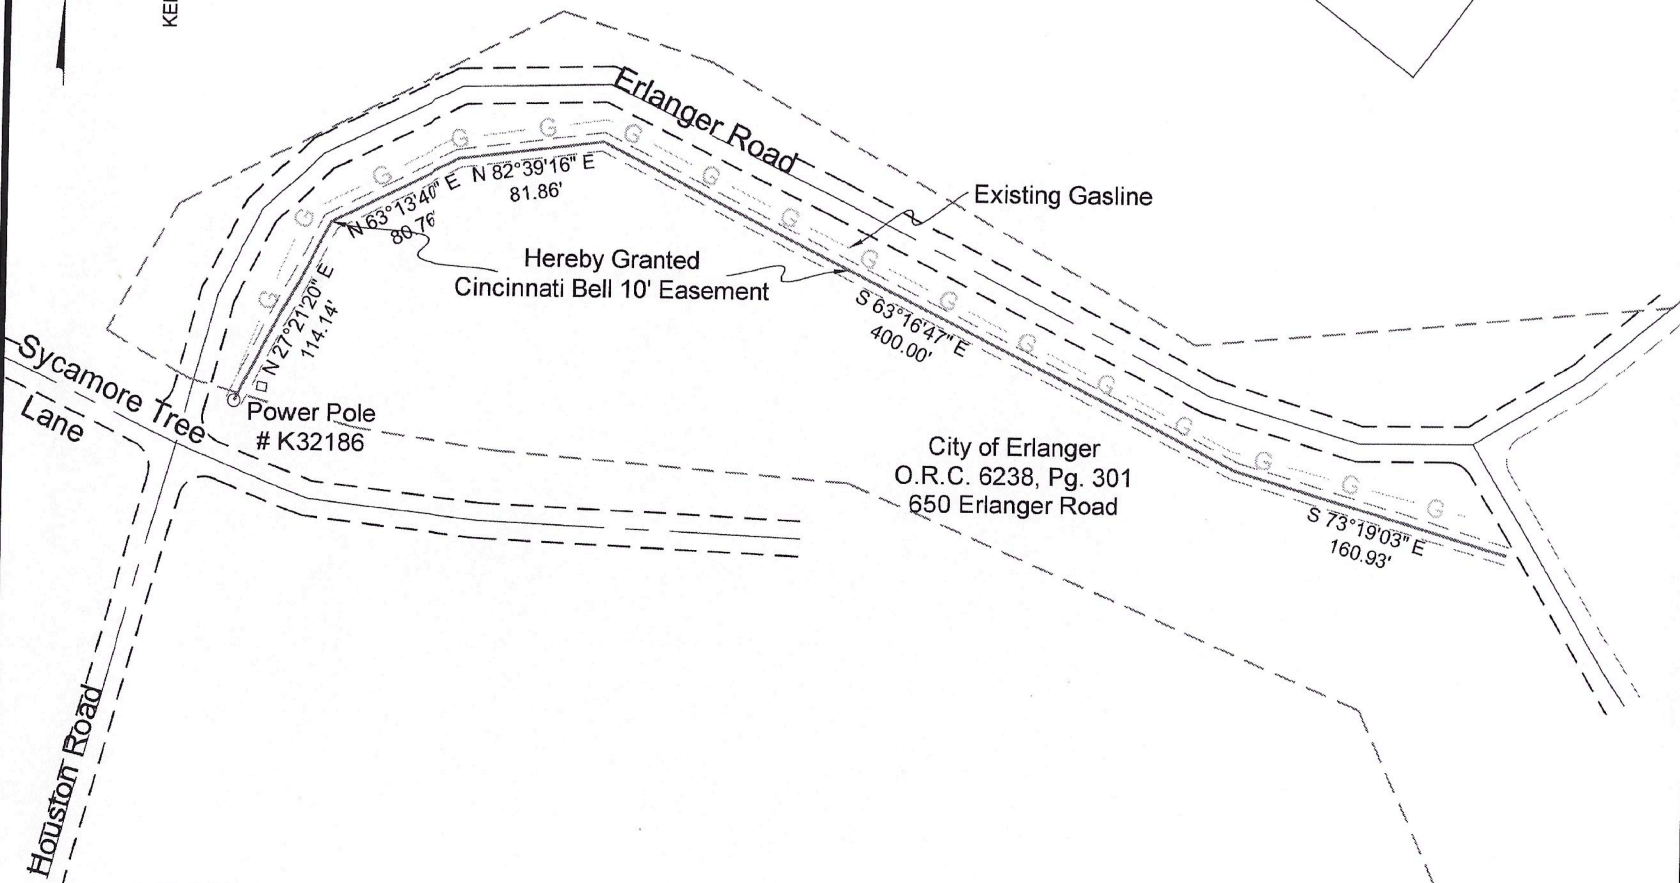 KE
Erlanger Road
G G G G G G G G G G G G G G G G G G
N 82°39'16" E
81.86'
N 63°13'40" E
80.76'
Existing Gasline
Hereby Granted
Cincinnati Bell 10' Easement
N 27°21'20" E
114.14'
S 63°16'47" E
400.00'
Sycamore Tree
Lane
Power Pole
# K32186
City of Erlanger
O.R.C. 6238, Pg. 301
650 Erlanger Road
S 73°19'03" E
160.93'
Houston Road